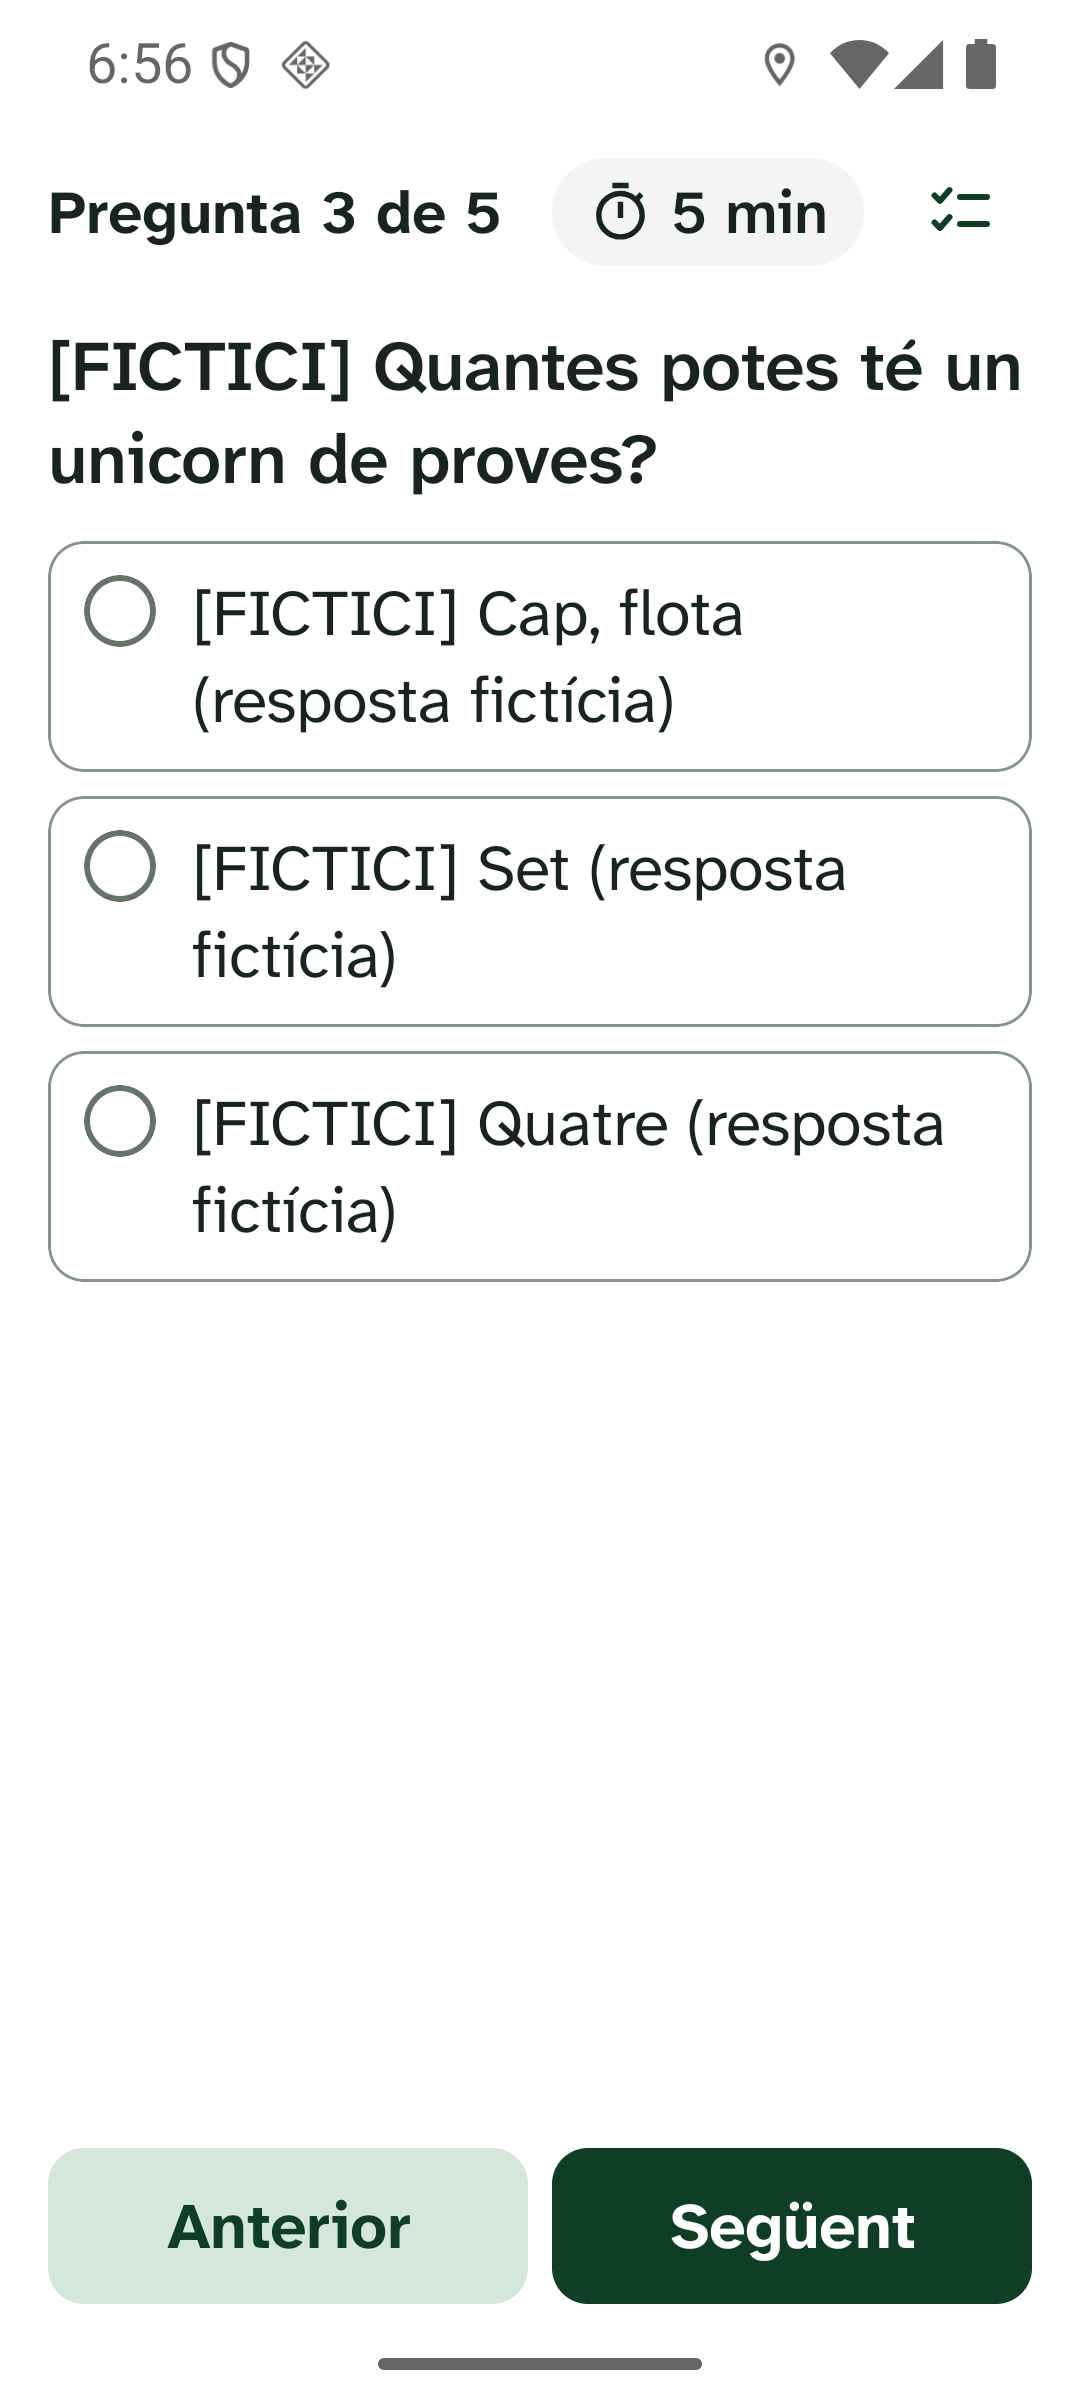 6:56
Pregunta 3 de 5
5 min
[FICTICI] Quantes potes té un
unicorn de proves?
[FICTICI] Cap, flota
(resposta fictícia)
[FICTICI] Set (resposta
fictícia)
[FICTICI] Quatre (resposta
fictícia)
Anterior
Següent